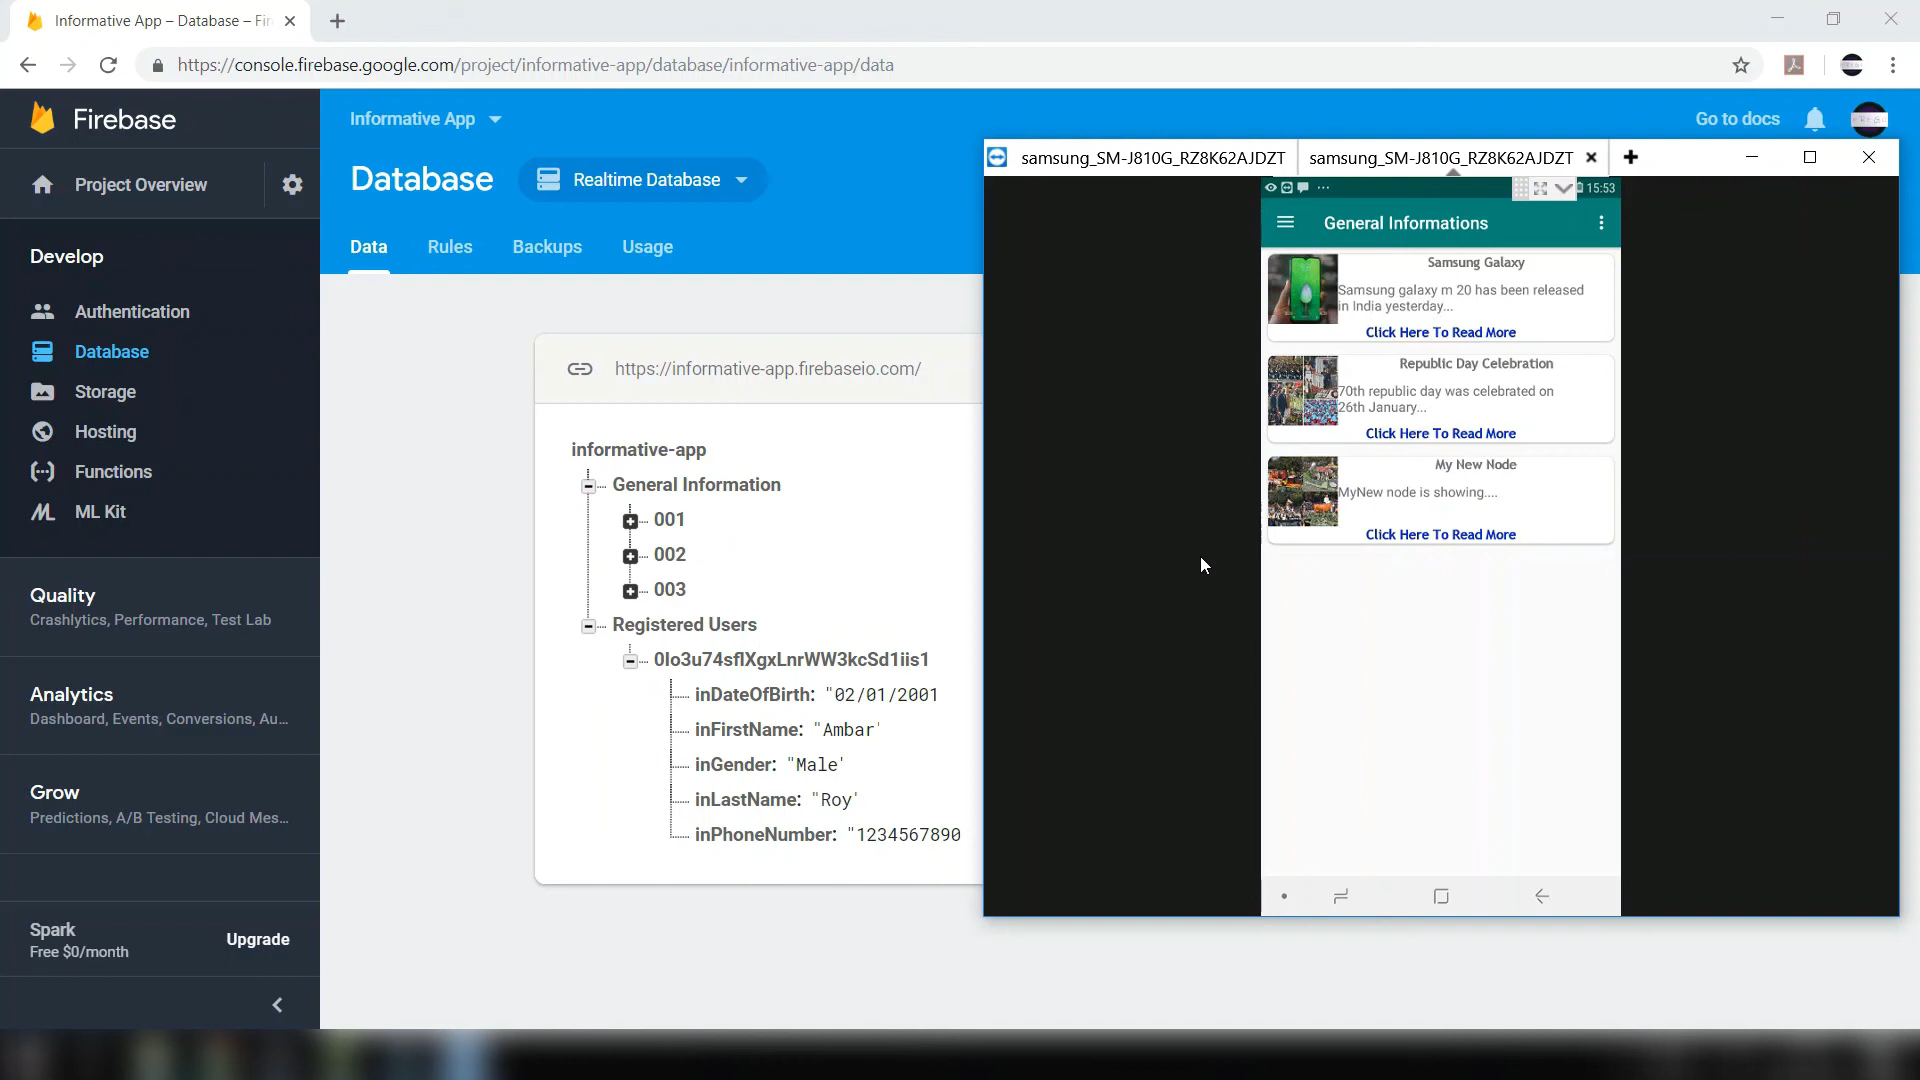 Informative App – Database – Fir
https://console.firebase.google.com/project/informative-app/database/informative-app/data
Firebase
Project Overview
Develop
Authentication
Database
Storage
Hosting
Functions
ML Kit
Quality
Crashlytics, Performance, Test Lab
Analytics
Dashboard, Events, Conversions, Au...
Grow
Predictions, A/B Testing, Cloud Mes...
Spark
Free $0/month
Upgrade
Informative App
Go to docs
Database
Realtime Database
Data
Rules
Backups
Usage
https://informative-app.firebaseio.com/
informative-app
General Information
001
002
003
Registered Users
0Io3u74sflXgxLnrWW3kcSd1iis1
inDateOfBirth: "02/01/2001
inFirstName: "Ambar'
inGender: "Male'
inLastName: "Roy'
inPhoneNumber: "1234567890
samsung_SM-J810G_RZ8K62AJDZT
samsung_SM-J810G_RZ8K62AJDZT
15:53
General Informations
Samsung Galaxy
Samsung galaxy m 20 has been released
in India yesterday...
Click Here To Read More
Republic Day Celebration
70th republic day was celebrated on
26th January...
Click Here To Read More
My New Node
MyNew node is showing....
Click Here To Read More